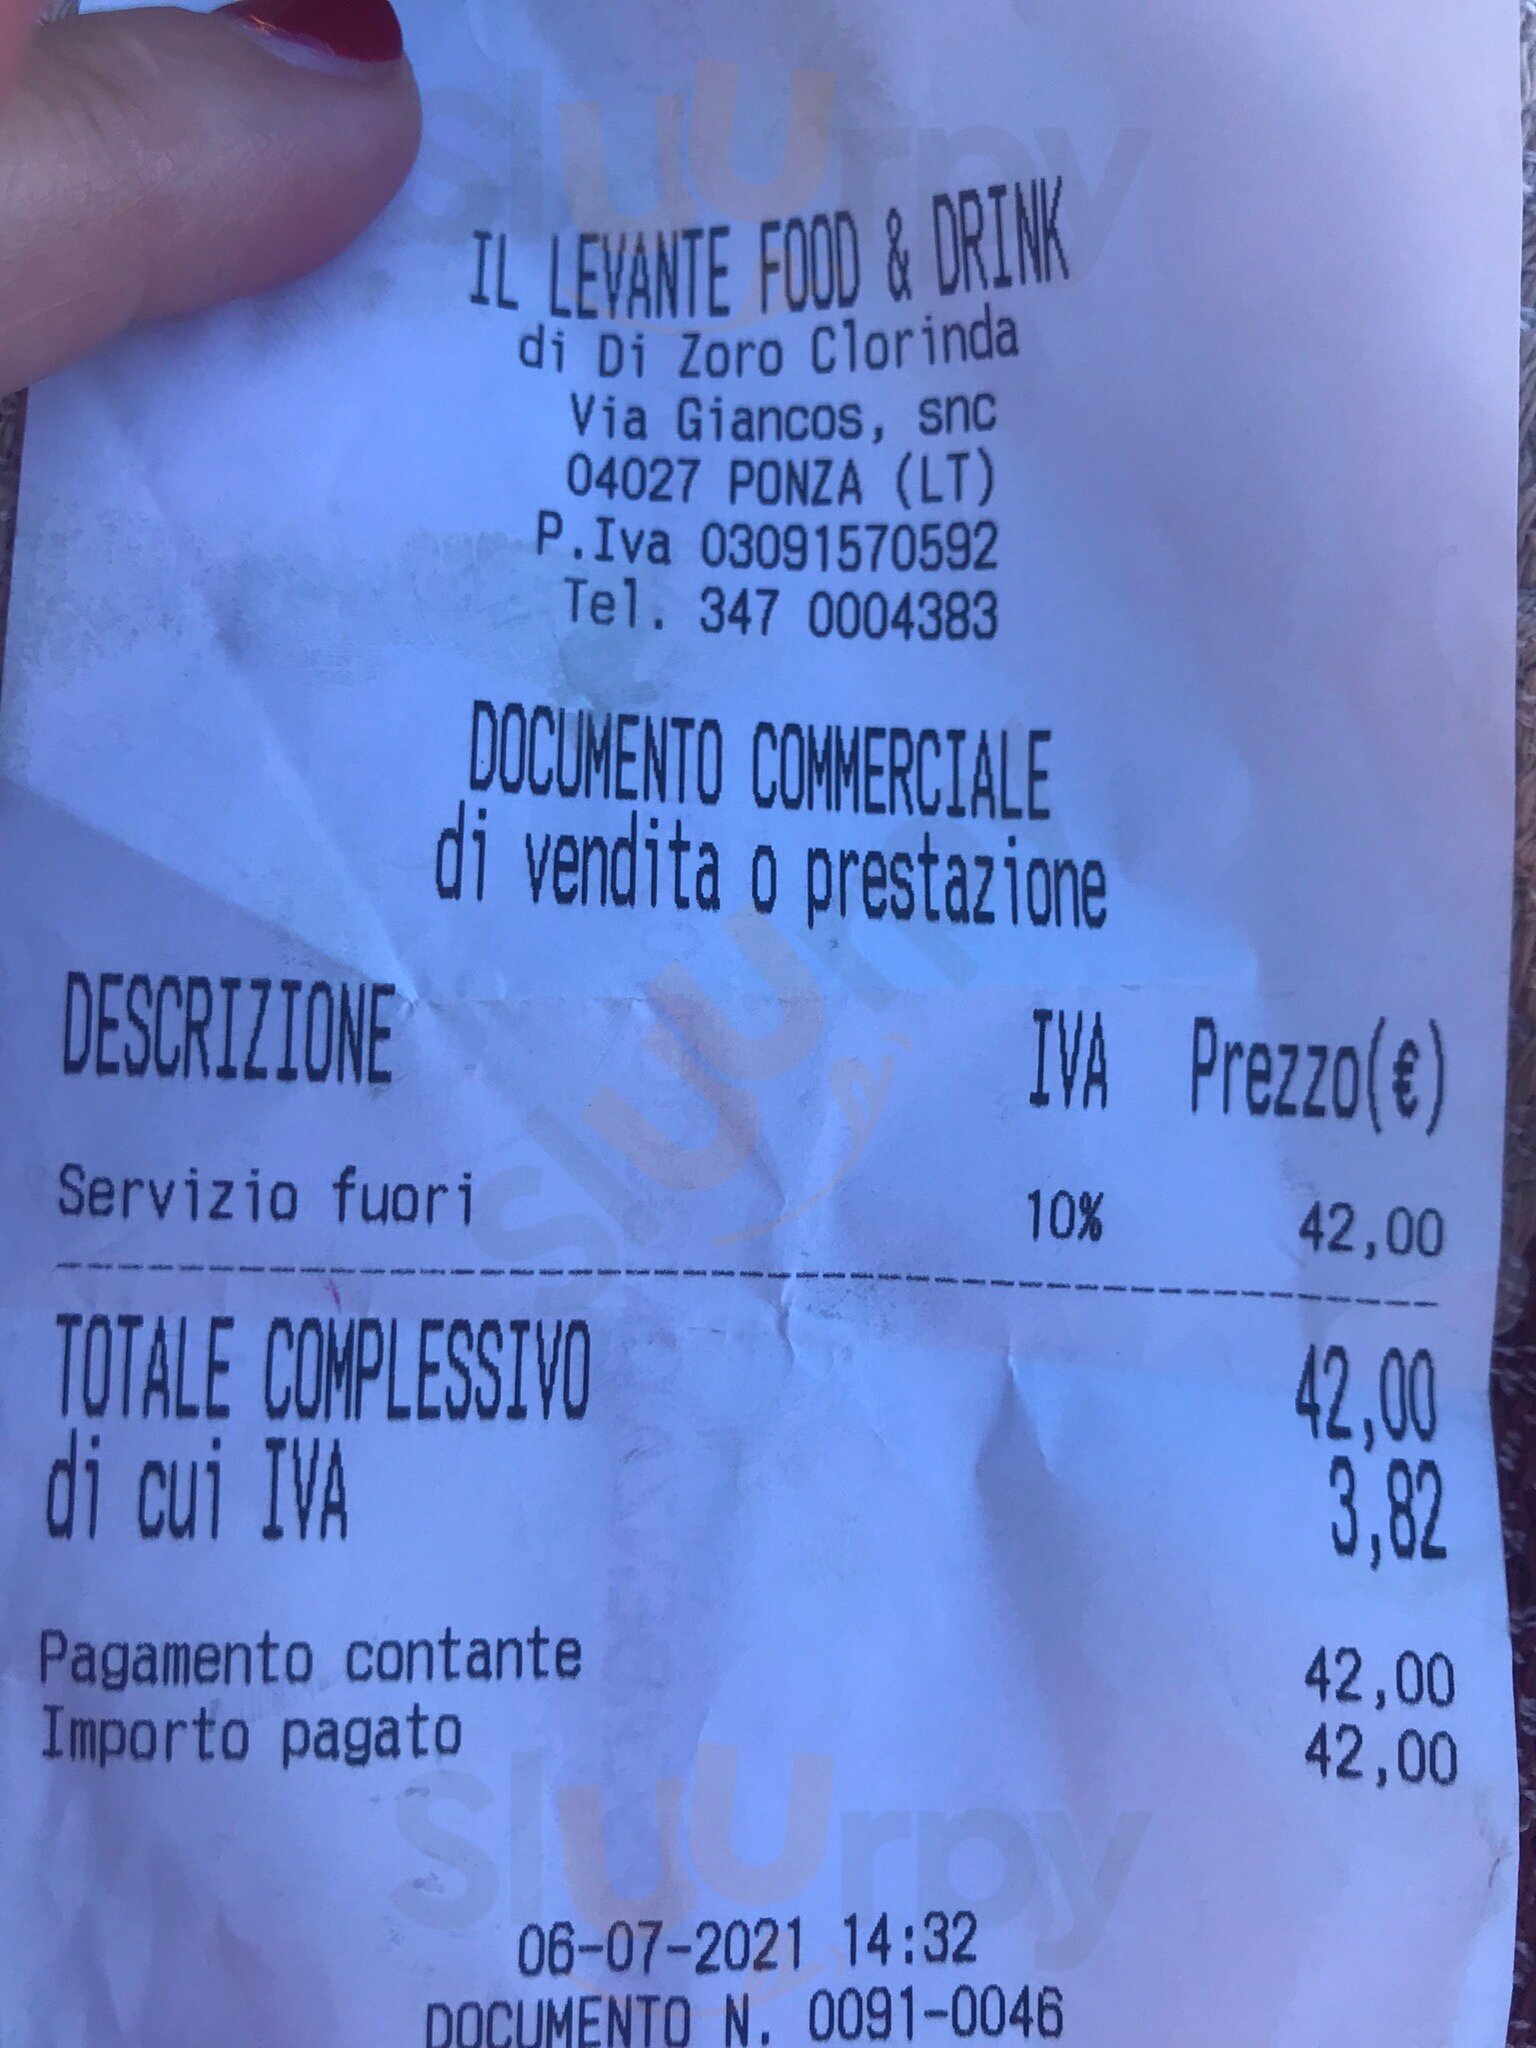 IL LEVANTE FOOD & DRINK
di Di Zoro Clorinda
Via Giancos, snc
04027 PONZA (LT)
P.Iva 03091570592
Tel. 347 0004383
DOCUMENTO COMMERCIALE
di vendita o prestazione
DESCRIZIONE IVA Prezzo(€)
Servizio fuori 10% 42,00
TOTALE COMPLESSIVO 42,00
di cui IVA 3,82
Pagamento contante 42,00
Importo pagato 42,00
06-07-2021 14:32
DOCUMENTO N. 0091-0046
sluurpy
sluurpy
sluurpy